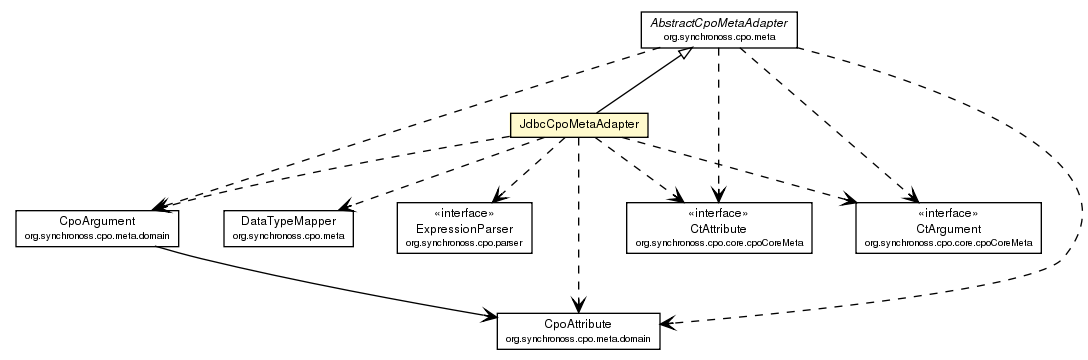 AbstractCpoMetaAdapter
org.synchronoss.cpo.meta
JdbcCpoMetaAdapter
CpoArgument
org.synchronoss.cpo.meta.domain
DataTypeMapper
org.synchronoss.cpo.meta
«interface»
ExpressionParser
org.synchronoss.cpo.parser
«interface»
CtAttribute
org.synchronoss.cpo.core.cpoCoreMeta
«interface»
CtArgument
org.synchronoss.cpo.core.cpoCoreMeta
CpoAttribute
org.synchronoss.cpo.meta.domain